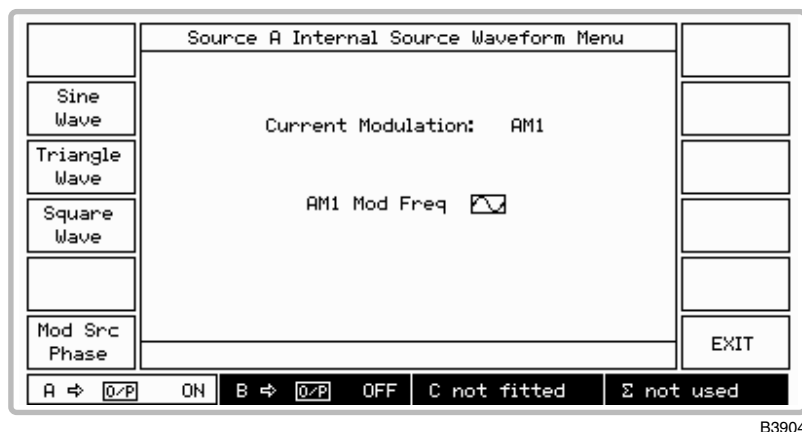 Source A Internal Source Waveform Menu
Sine
Wave
Current Modulation: AM1
Triangle
Wave
AM1 Mod Freq
Square
Wave
Mod Src
Phase
EXIT
A ⇨ O/P ON B ⇨ O/P OFF C not fitted Σ not used
B3904